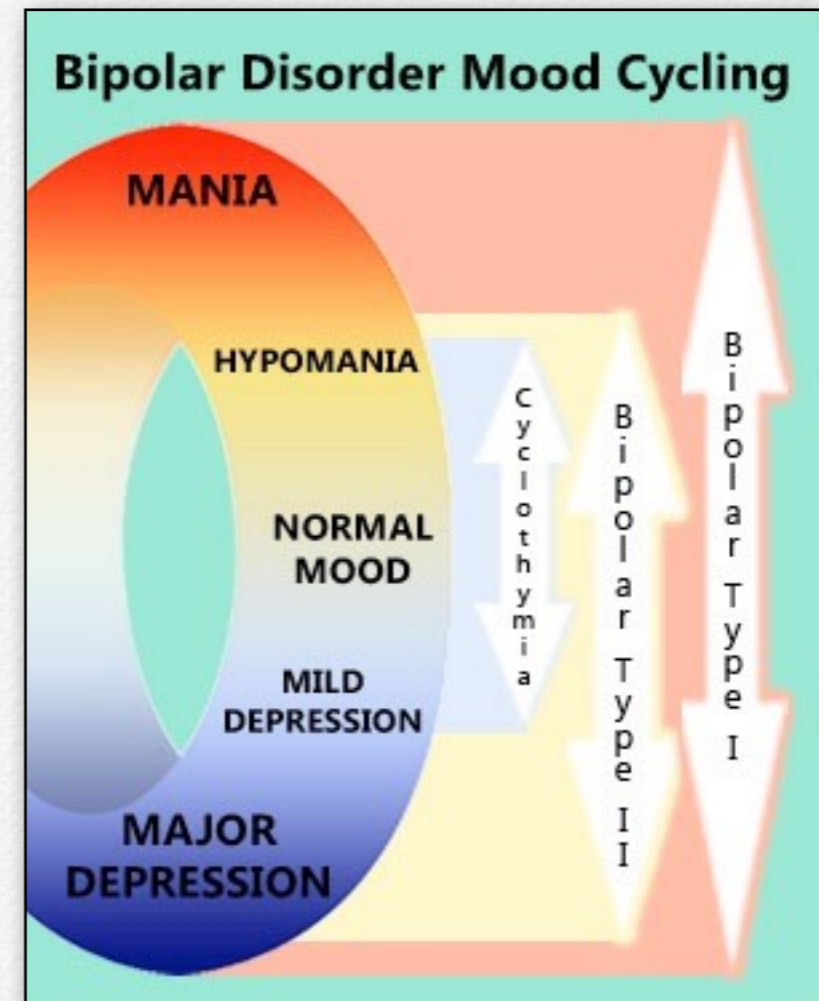 Bipolar Disorder Mood Cycling
MANIA
HYPOMANIA
NORMAL
MOOD
MILD
DEPRESSION
MAJOR
DEPRESSION
Cyclothymia
Bipolar Type II
Bipolar Type I